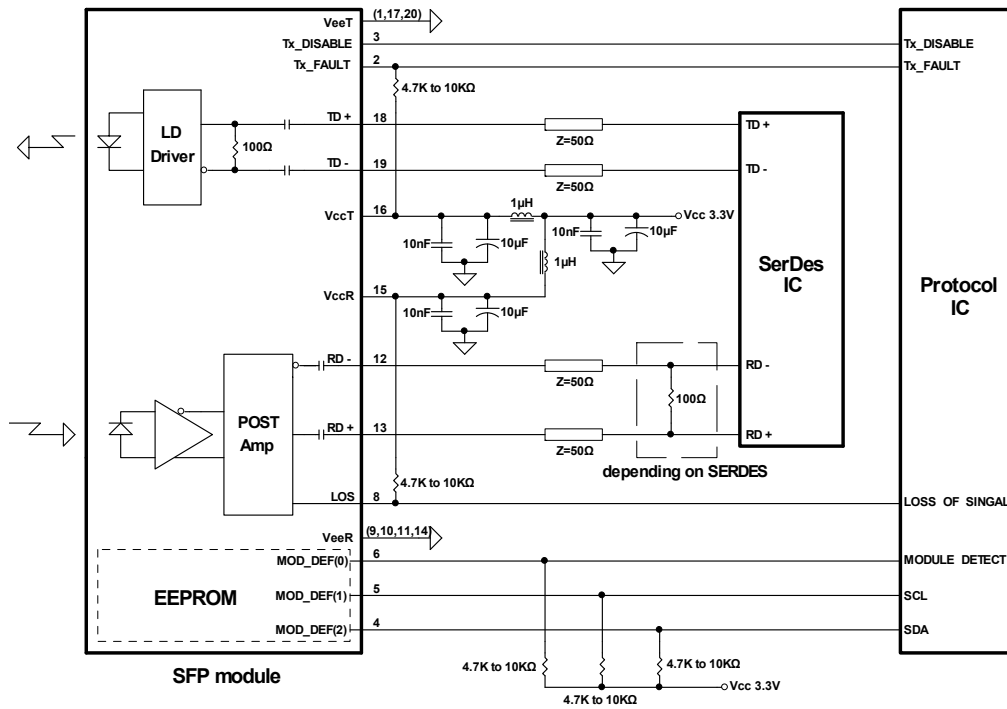 VeeT (1,17,20)
Tx_DISABLE 3 Tx_DISABLE
Tx_FAULT 2 Tx_FAULT
4.7K to 10KΩ
LD Driver
100Ω
TD + 18 Z=50Ω TD +
TD - 19 Z=50Ω TD -
1µH
VccT 16 Vcc 3.3V
10nF 10µF 10nF 10µF
1µH
SerDes IC
Protocol IC
VccR 15
10nF 10µF
RD - 12 Z=50Ω RD -
100Ω
POST Amp
RD + 13 Z=50Ω RD +
depending on SERDES
4.7K to 10KΩ
LOS 8 LOSS OF SINGAL
VeeR (9,10,11,14)
MOD_DEF(0) 6 MODULE DETECT
EEPROM
MOD_DEF(1) 5 SCL
MOD_DEF(2) 4 SDA
4.7K to 10KΩ 4.7K to 10KΩ
SFP module
4.7K to 10KΩ
Vcc 3.3V